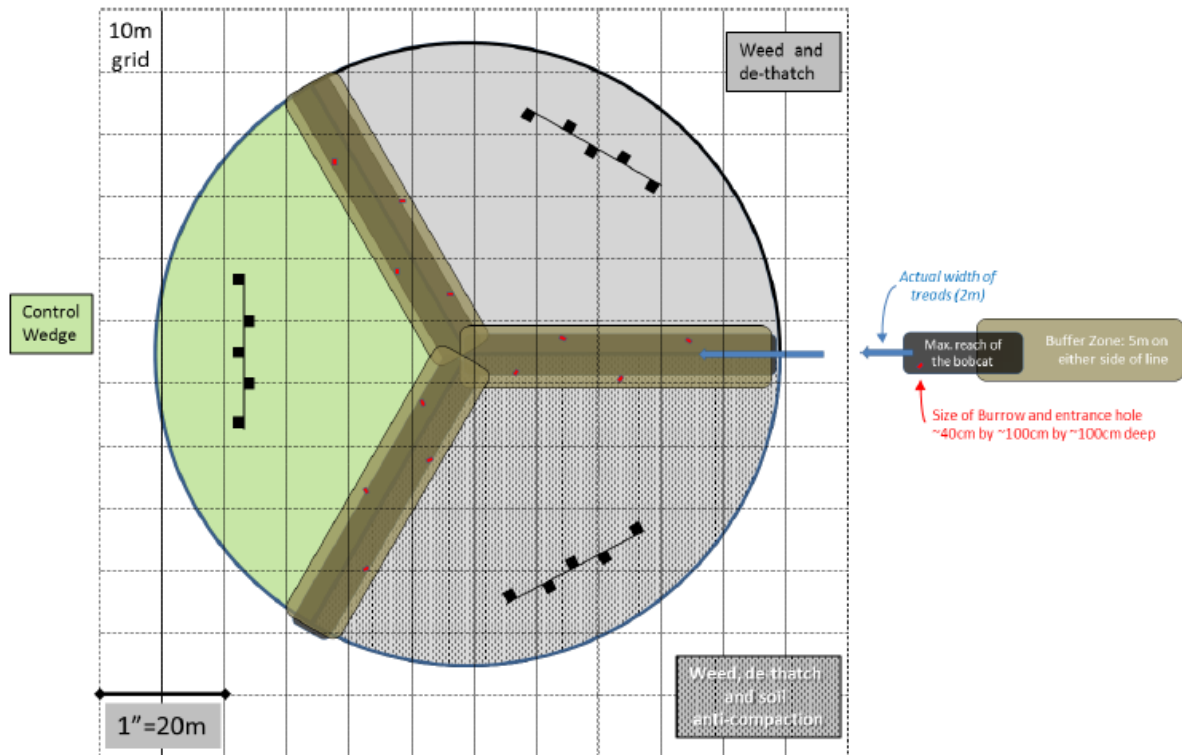 10m
grid
Weed and
de-thatch
Actual width of
treads (2m)
Control
Wedge
Max. reach of
the bobcat
Buffer Zone: 5m on
either side of line
Size of Burrow and entrance hole
~40cm by ~100cm by ~100cm deep
Weed, de-thatch
and soil
anti-compaction
1”=20m